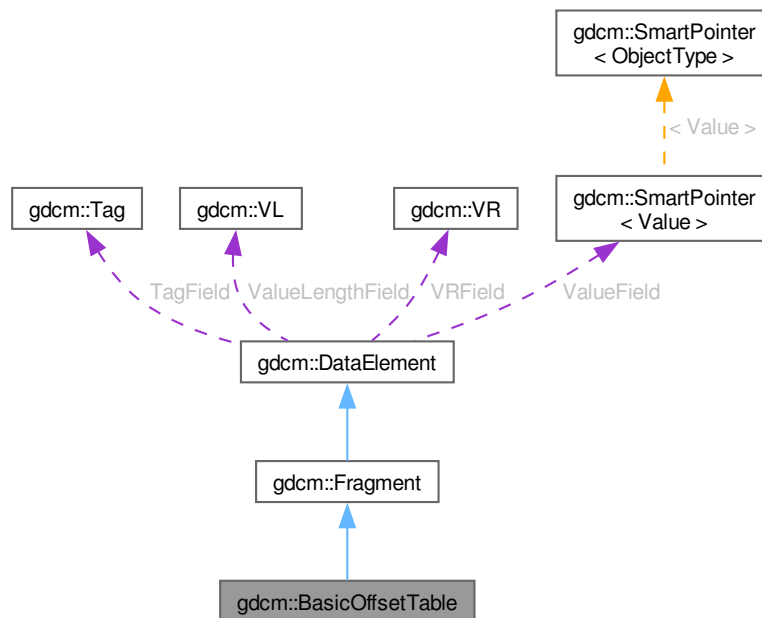 gdcm::SmartPointer
< ObjectType >
< Value >
gdcm::Tag
gdcm::VL
gdcm::VR
gdcm::SmartPointer
< Value >
TagField
ValueLengthField
VRField
ValueField
gdcm::DataElement
gdcm::Fragment
gdcm::BasicOffsetTable